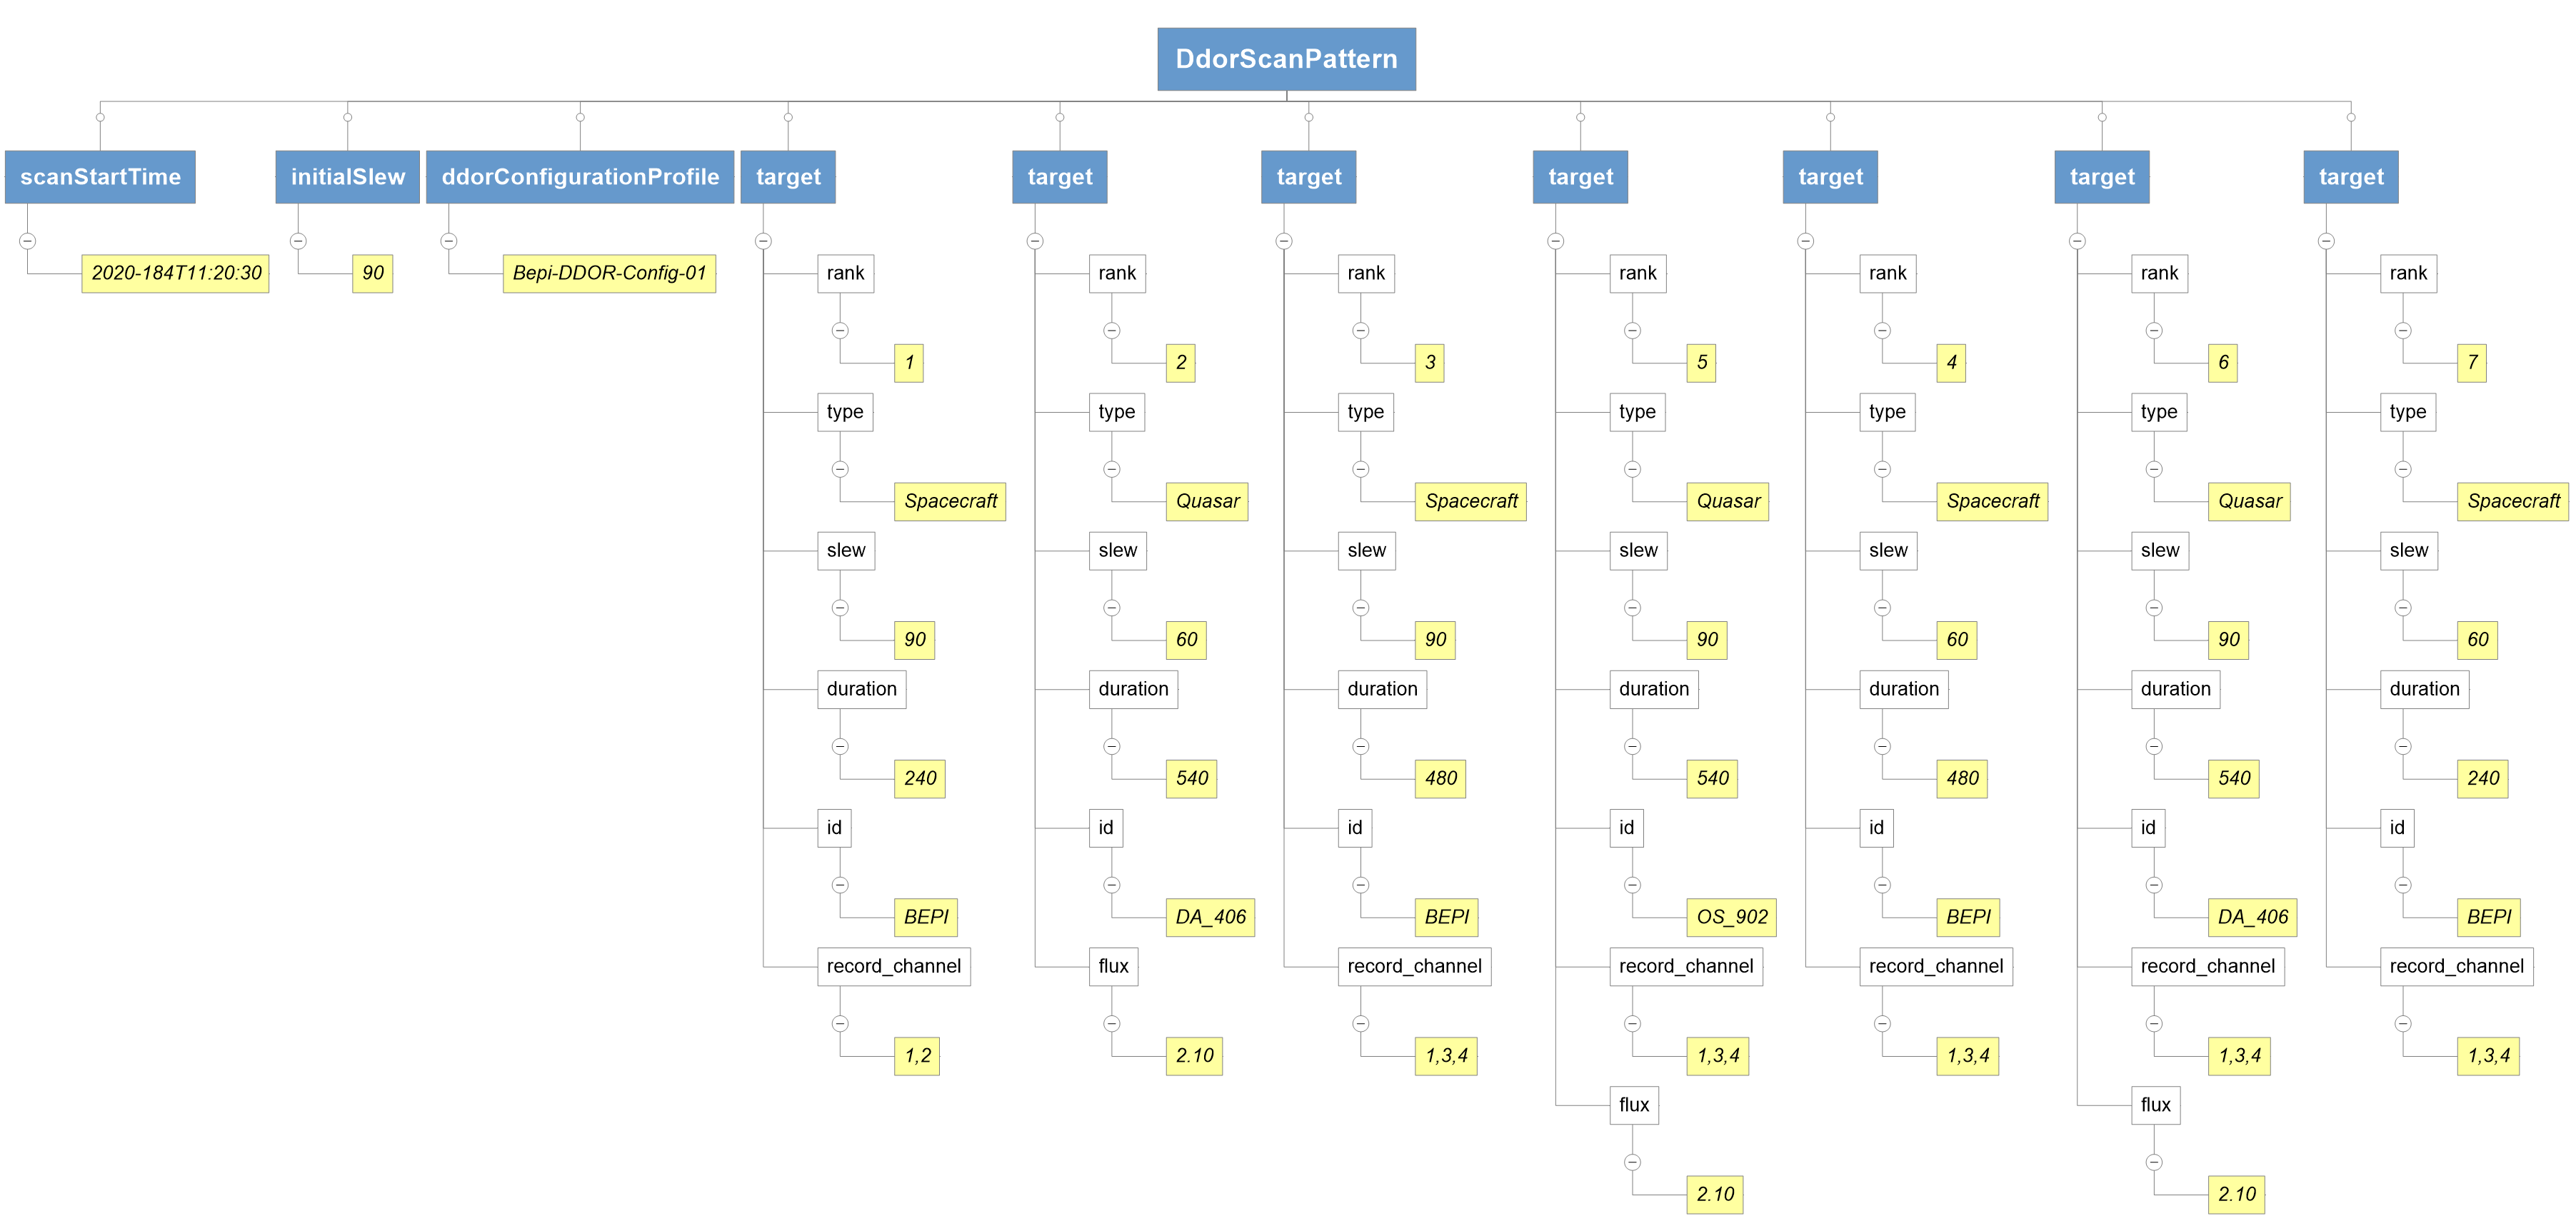 DdorScanPattern
scanStartTime
2020-184T11:20:30
initialSlew
90
ddorConfigurationProfile
Bepi-DDOR-Config-01
target
rank
1
type
Spacecraft
slew
90
duration
240
id
BEPI
record_channel
1,2
target
rank
2
type
Quasar
slew
60
duration
540
id
DA_406
flux
2.10
target
rank
3
type
Spacecraft
slew
90
duration
480
id
BEPI
record_channel
1,3,4
target
rank
5
type
Quasar
slew
90
duration
540
id
OS_902
record_channel
1,3,4
flux
2.10
target
rank
4
type
Spacecraft
slew
60
duration
480
id
BEPI
record_channel
1,3,4
target
rank
6
type
Quasar
slew
90
duration
540
id
DA_406
record_channel
1,3,4
flux
2.10
target
rank
7
type
Spacecraft
slew
60
duration
240
id
BEPI
record_channel
1,3,4